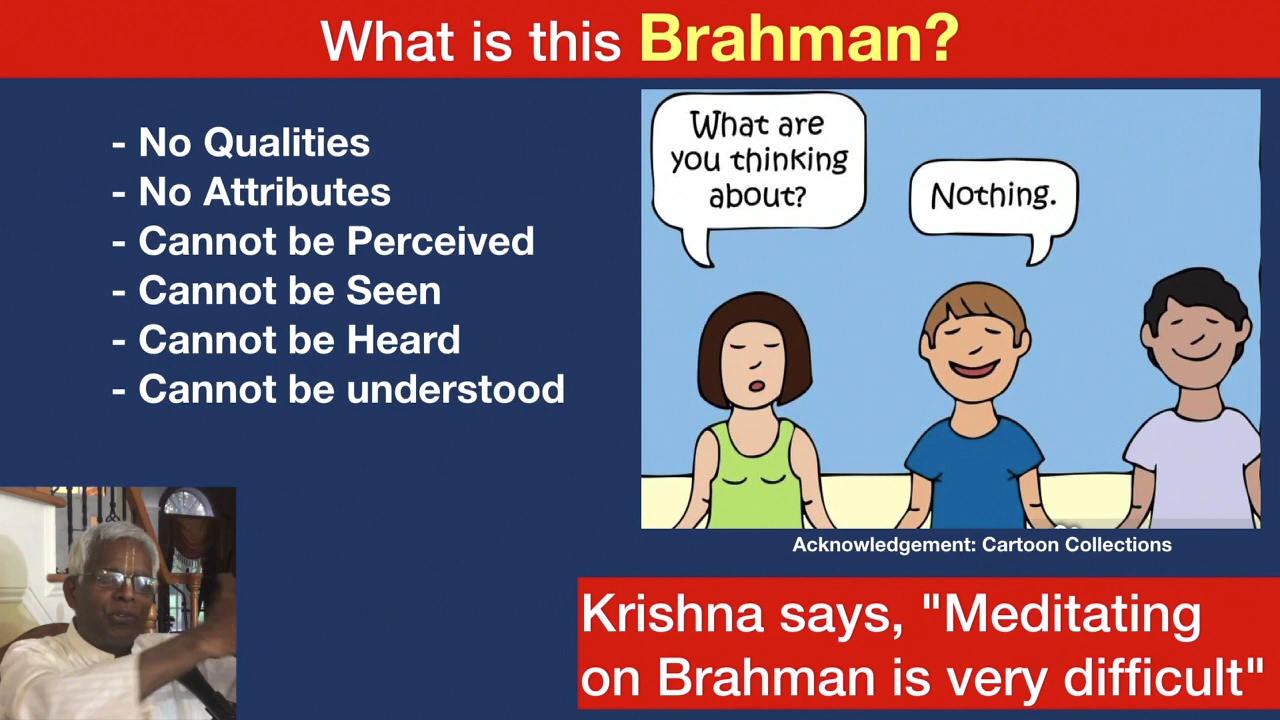 What is this Brahman?
- No Qualities
- No Attributes
- Cannot be Perceived
- Cannot be Seen
- Cannot be Heard
- Cannot be understood
What are
you thinking
about?
Nothing.
Acknowledgement: Cartoon Collections
Krishna says, "Meditating
on Brahman is very difficult"